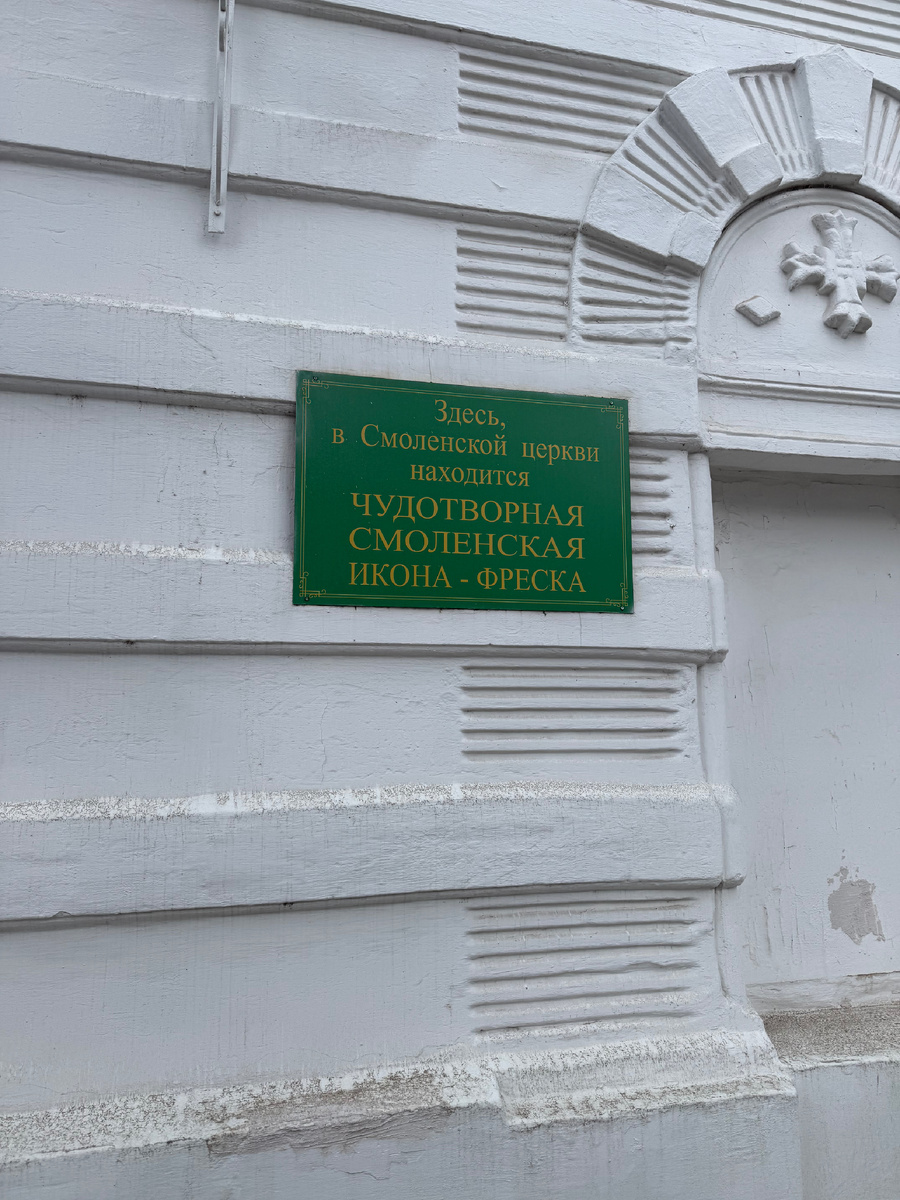 Здесь,
в Смоленской церкви
находится
ЧУДОТВОРНАЯ
СМОЛЕНСКАЯ
ИКОНА - ФРЕСКА